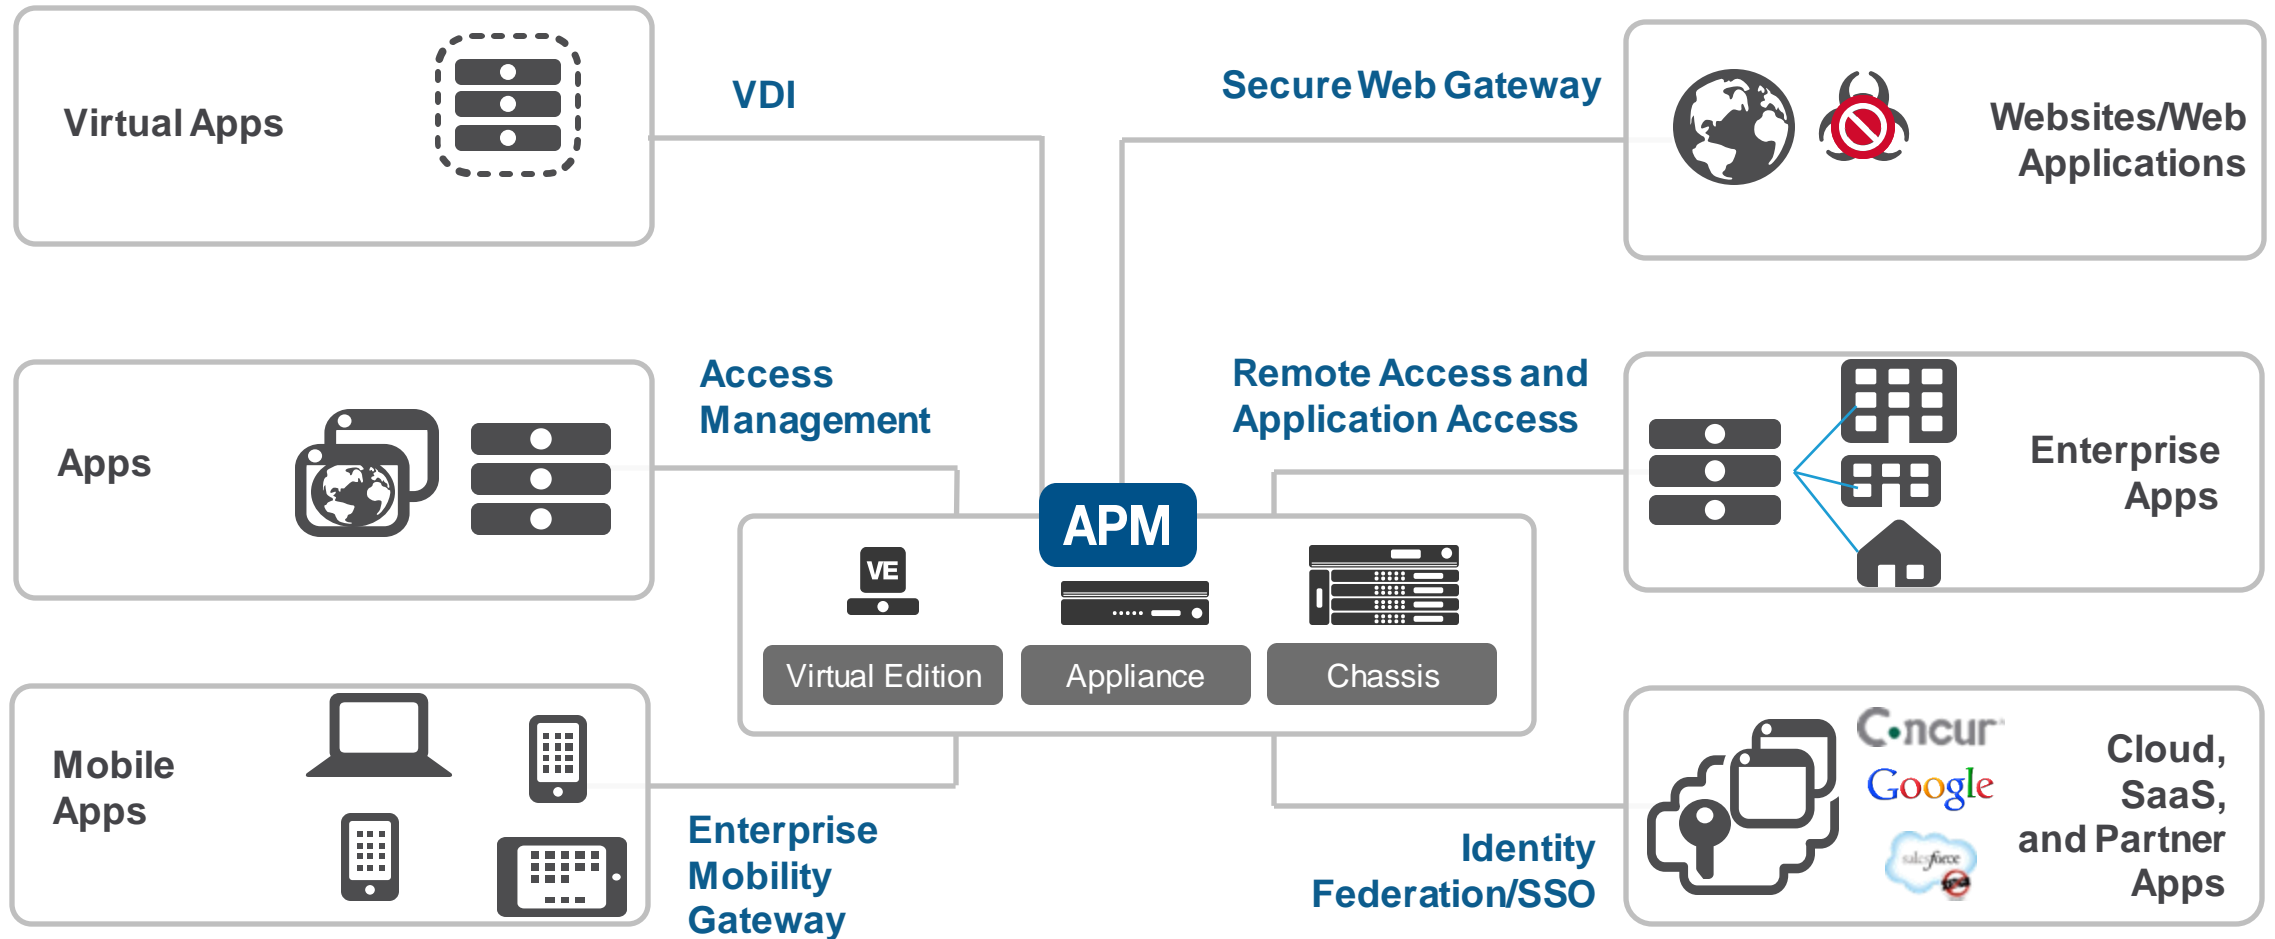 Virtual Apps
VDI
Secure Web Gateway
Websites/Web
Applications
Apps
Access
Management
Remote Access and
Application Access
Enterprise
Apps
APM
VE
Virtual Edition
Appliance
Chassis
Mobile
Apps
Enterprise
Mobility
Gateway
Identity
Federation/SSO
Concur
Google
salesforce
Cloud,
SaaS,
and Partner
Apps